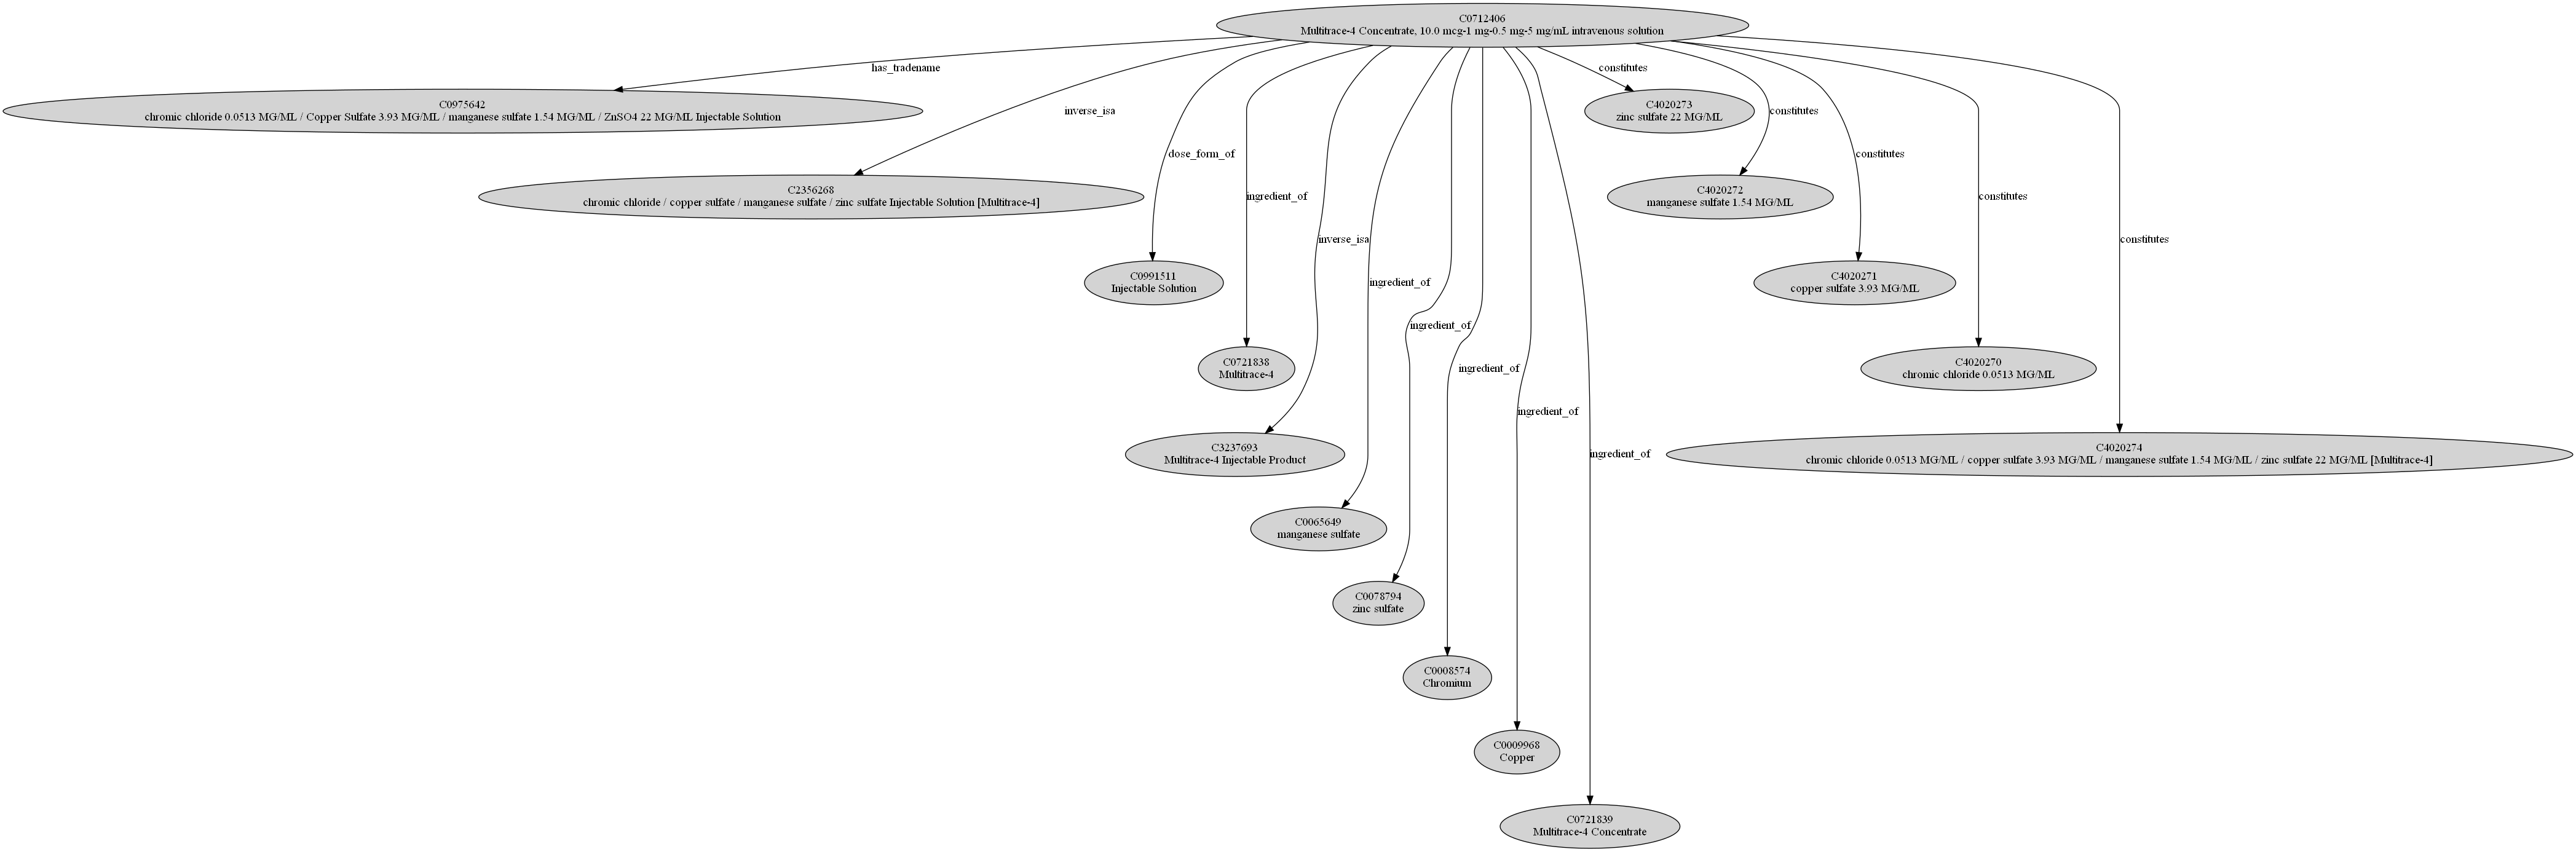 C0712406
Multitrace-4 Concentrate, 10.0 mcg-1 mg-0.5 mg-5 mg/mL intravenous solution
has_tradename
constitutes
C0975642
chromic chloride 0.0513 MG/ML / Copper Sulfate 3.93 MG/ML / manganese sulfate 1.54 MG/ML / ZnSO4 22 MG/ML Injectable Solution
inverse_isa
C4020273
zinc sulfate 22 MG/ML
constitutes
dose_form_of
constitutes
C2356268
chromic chloride / copper sulfate / manganese sulfate / zinc sulfate Injectable Solution [Multitrace-4]
ingredient_of
C4020272
manganese sulfate 1.54 MG/ML
constitutes
inverse_isa
constitutes
C0991511
Injectable Solution
ingredient_of
C4020271
copper sulfate 3.93 MG/ML
ingredient_of
C0721838
Multitrace-4
ingredient_of
C4020270
chromic chloride 0.0513 MG/ML
ingredient_of
C3237693
Multitrace-4 Injectable Product
ingredient_of
C4020274
chromic chloride 0.0513 MG/ML / copper sulfate 3.93 MG/ML / manganese sulfate 1.54 MG/ML / zinc sulfate 22 MG/ML [Multitrace-4]
C0065649
manganese sulfate
C0078794
zinc sulfate
C0008574
Chromium
C0009968
Copper
C0721839
Multitrace-4 Concentrate